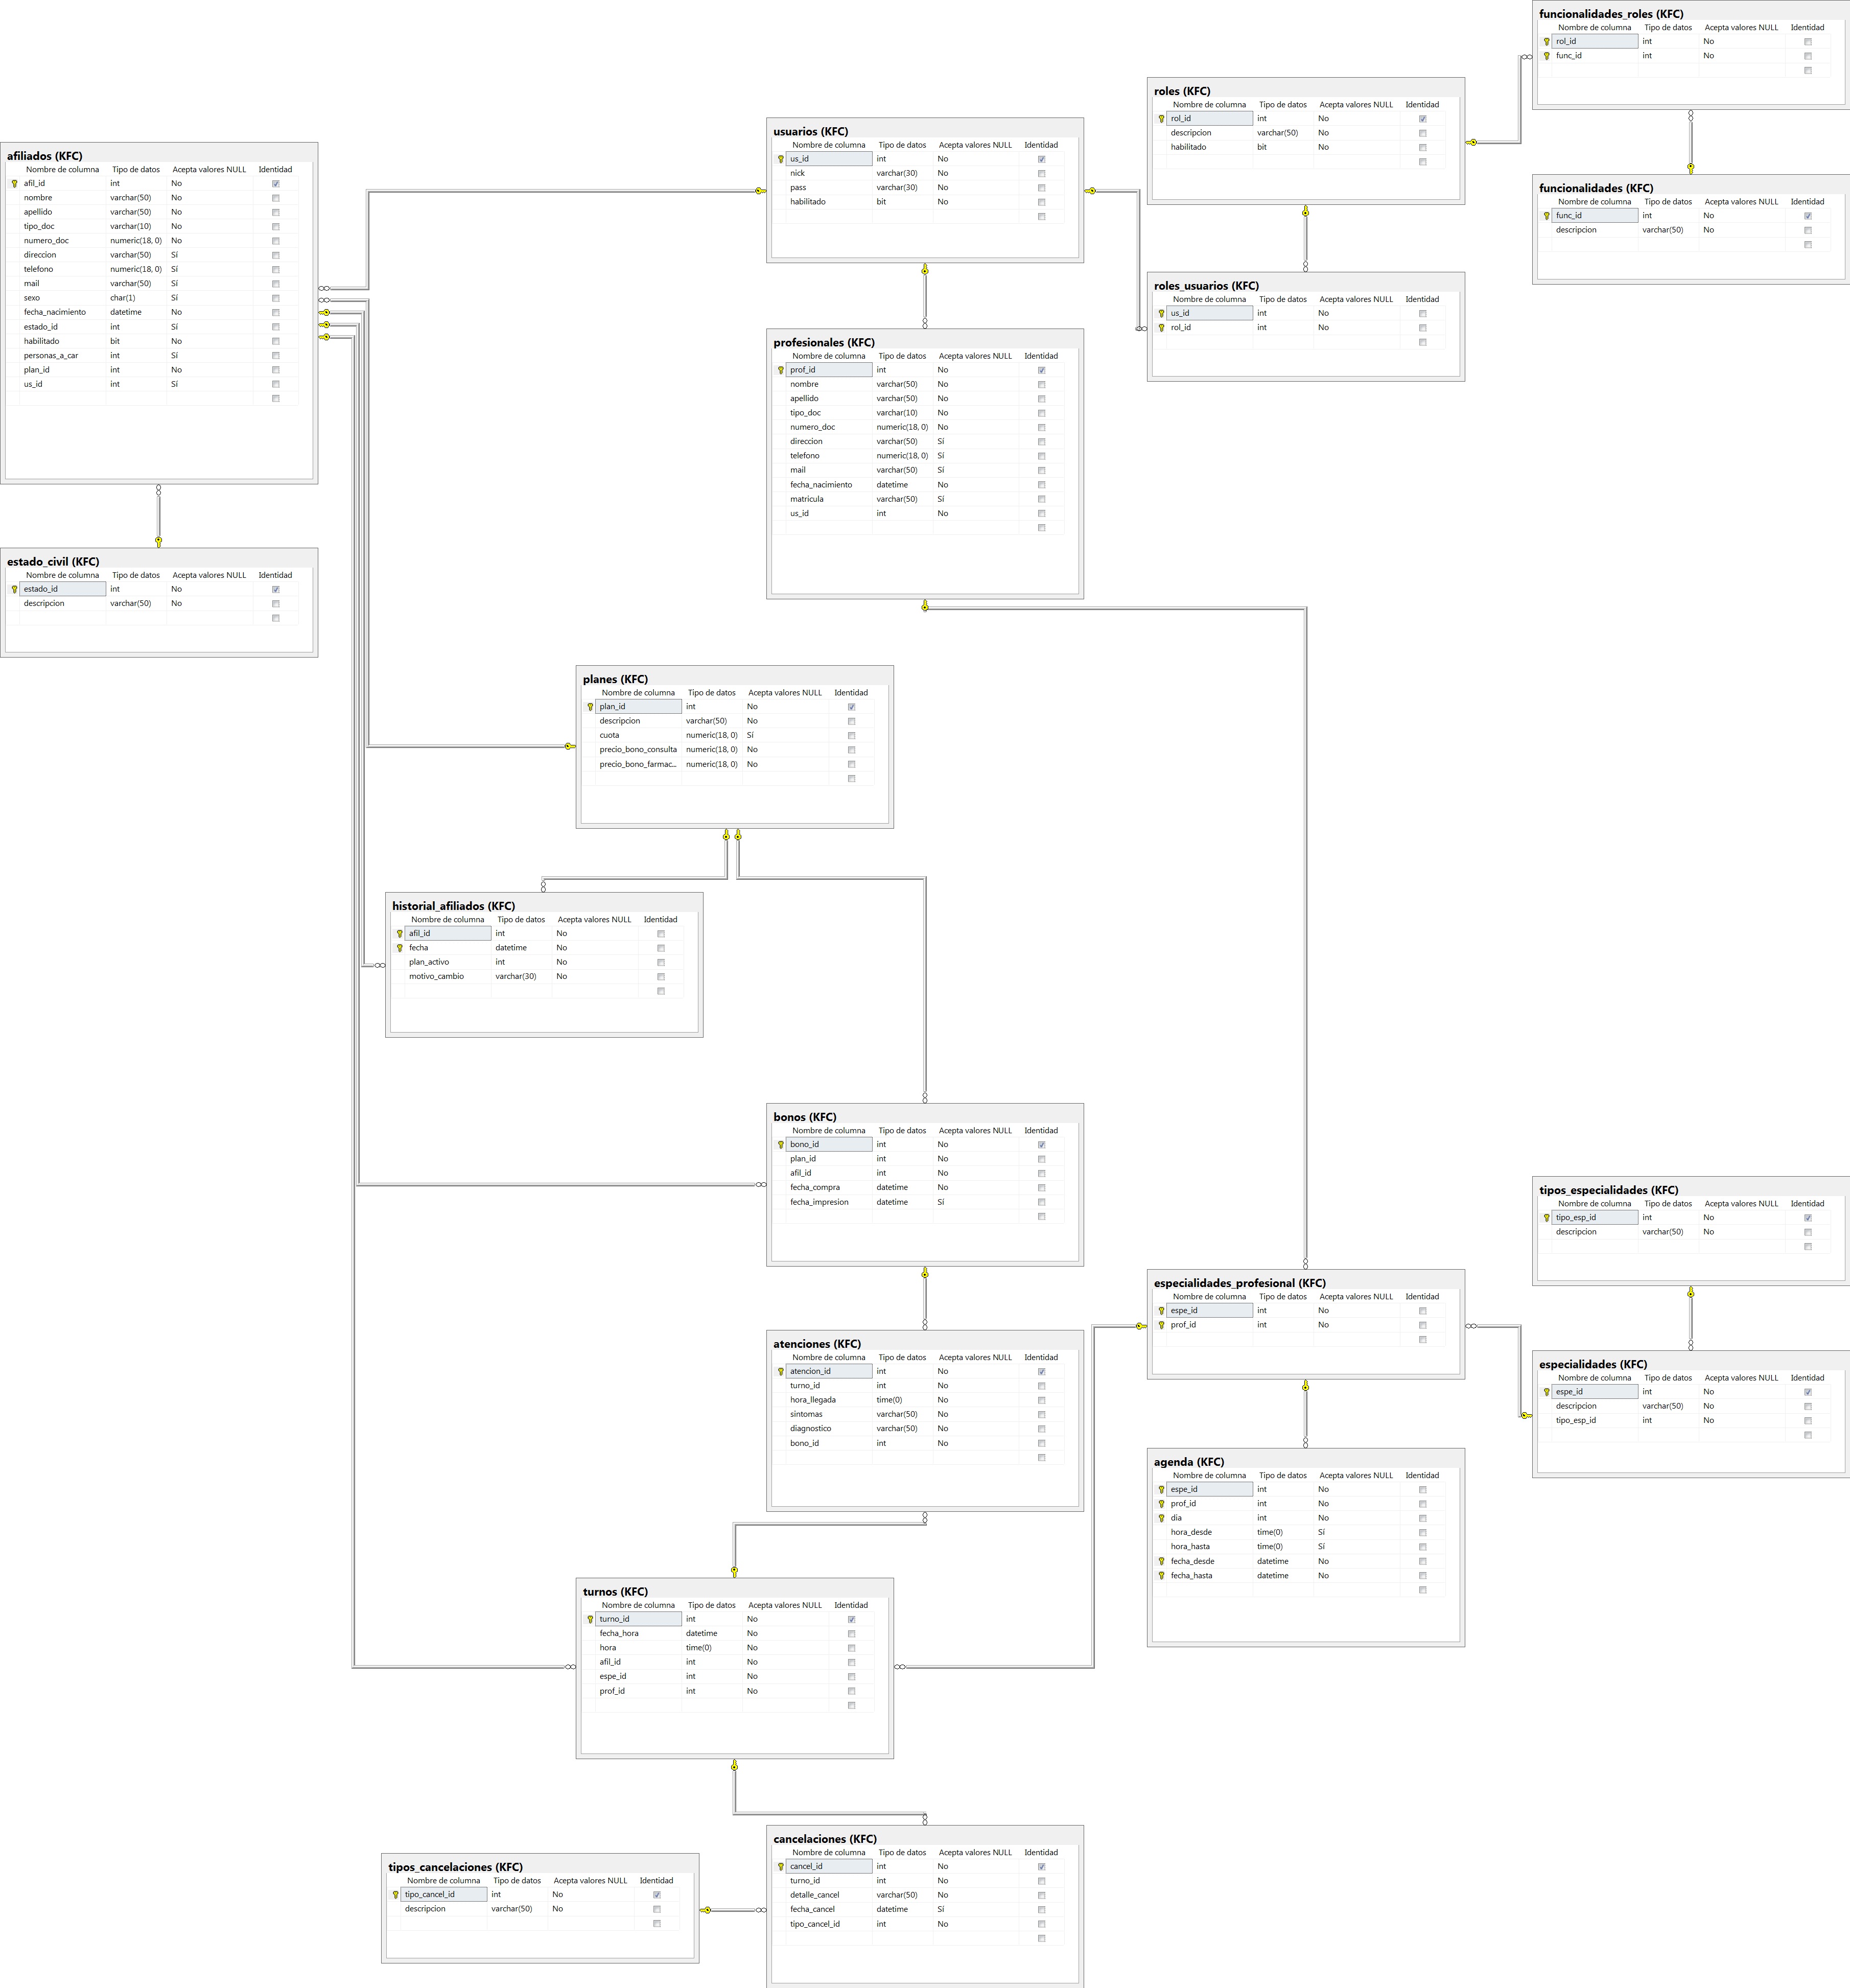 funcionalidades_roles (KFC)
Nombre de columna Tipo de datos Acepta valores NULL Identidad
rol_id int No
func_id int No
roles (KFC)
Nombre de columna Tipo de datos Acepta valores NULL Identidad
rol_id int No
descripcion varchar(50) No
habilitado bit No
usuarios (KFC)
Nombre de columna Tipo de datos Acepta valores NULL Identidad
us_id int No
nick varchar(30) No
pass varchar(30) No
habilitado bit No
afiliados (KFC)
Nombre de columna Tipo de datos Acepta valores NULL Identidad
afil_id int No
nombre varchar(50) No
apellido varchar(50) No
tipo_doc varchar(10) No
numero_doc numeric(18, 0) No
direccion varchar(50) Sí
telefono numeric(18, 0) Sí
mail varchar(50) Sí
sexo char(1) Sí
fecha_nacimiento datetime No
estado_id int Sí
habilitado bit No
personas_a_car int Sí
plan_id int No
us_id int Sí
funcionalidades (KFC)
Nombre de columna Tipo de datos Acepta valores NULL Identidad
func_id int No
descripcion varchar(50) No
roles_usuarios (KFC)
Nombre de columna Tipo de datos Acepta valores NULL Identidad
us_id int No
rol_id int No
profesionales (KFC)
Nombre de columna Tipo de datos Acepta valores NULL Identidad
prof_id int No
nombre varchar(50) No
apellido varchar(50) No
tipo_doc varchar(10) No
numero_doc numeric(18, 0) No
direccion varchar(50) Sí
telefono numeric(18, 0) Sí
mail varchar(50) Sí
fecha_nacimiento datetime No
matricula varchar(50) Sí
us_id int No
estado_civil (KFC)
Nombre de columna Tipo de datos Acepta valores NULL Identidad
estado_id int No
descripcion varchar(50) No
planes (KFC)
Nombre de columna Tipo de datos Acepta valores NULL Identidad
plan_id int No
descripcion varchar(50) No
cuota numeric(18, 0) Sí
precio_bono_consulta numeric(18, 0) No
precio_bono_farmac... numeric(18, 0) No
historial_afiliados (KFC)
Nombre de columna Tipo de datos Acepta valores NULL Identidad
afil_id int No
fecha datetime No
plan_activo int No
motivo_cambio varchar(30) No
bonos (KFC)
Nombre de columna Tipo de datos Acepta valores NULL Identidad
bono_id int No
plan_id int No
afil_id int No
fecha_compra datetime No
fecha_impresion datetime Sí
tipos_especialidades (KFC)
Nombre de columna Tipo de datos Acepta valores NULL Identidad
tipo_esp_id int No
descripcion varchar(50) No
especialidades_profesional (KFC)
Nombre de columna Tipo de datos Acepta valores NULL Identidad
espe_id int No
prof_id int No
atenciones (KFC)
Nombre de columna Tipo de datos Acepta valores NULL Identidad
atencion_id int No
turno_id int No
hora_llegada time(0) No
sintomas varchar(50) No
diagnostico varchar(50) No
bono_id int No
especialidades (KFC)
Nombre de columna Tipo de datos Acepta valores NULL Identidad
espe_id int No
descripcion varchar(50) No
tipo_esp_id int No
agenda (KFC)
Nombre de columna Tipo de datos Acepta valores NULL Identidad
espe_id int No
prof_id int No
dia int No
hora_desde time(0) Sí
hora_hasta time(0) Sí
fecha_desde datetime No
fecha_hasta datetime No
turnos (KFC)
Nombre de columna Tipo de datos Acepta valores NULL Identidad
turno_id int No
fecha_hora datetime No
hora time(0) No
afil_id int No
espe_id int No
prof_id int No
cancelaciones (KFC)
Nombre de columna Tipo de datos Acepta valores NULL Identidad
cancel_id int No
turno_id int No
detalle_cancel varchar(50) No
fecha_cancel datetime Sí
tipo_cancel_id int No
tipos_cancelaciones (KFC)
Nombre de columna Tipo de datos Acepta valores NULL Identidad
tipo_cancel_id int No
descripcion varchar(50) No